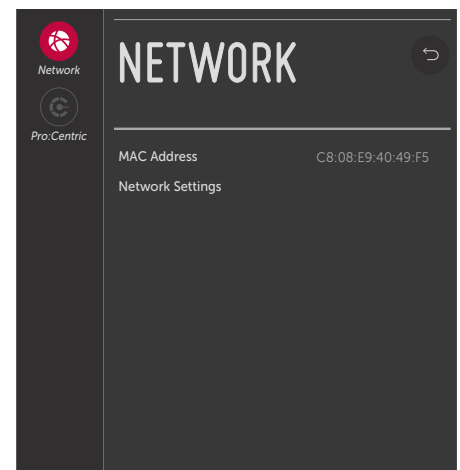 Network
Pro:Centric
NETWORK
MAC Address C8:08:E9:40:49:F5
Network Settings